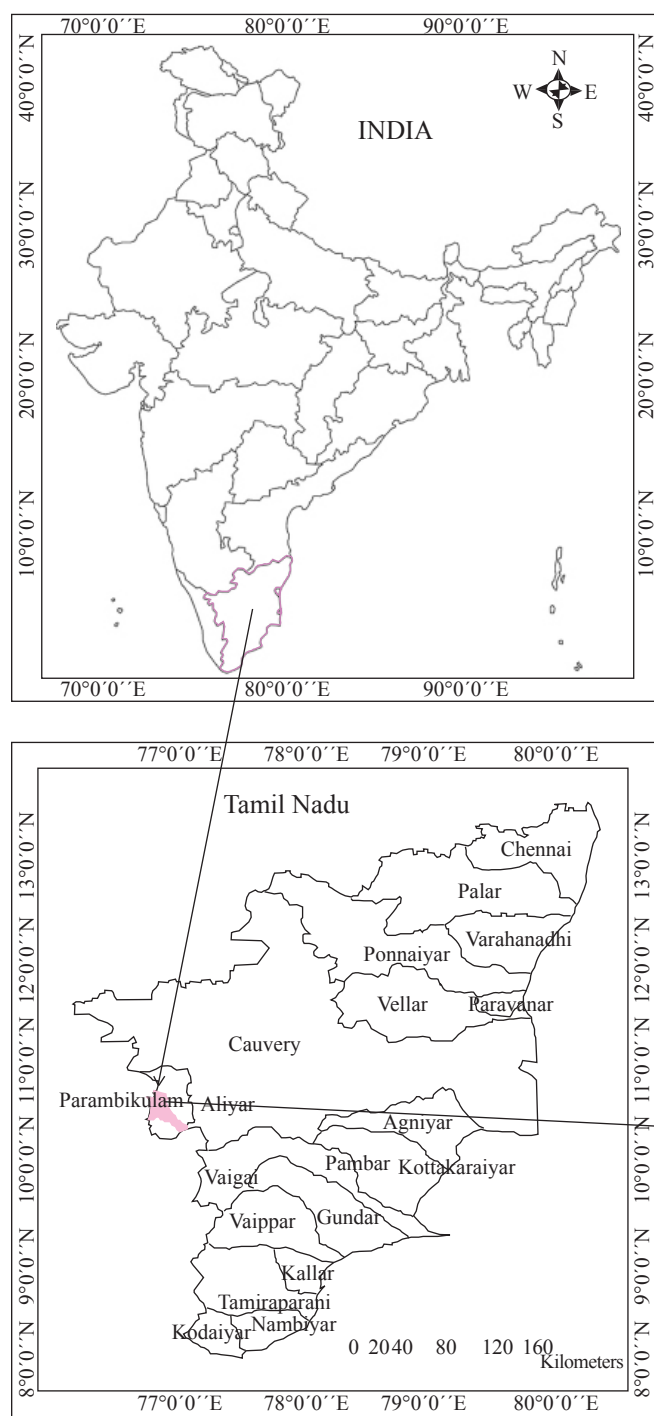 70°0´0´´E 80°0´0´´E 90°0´0´´E
40°0´0´´N 40°0´0´´N
N
W E
S
INDIA
30°0´0´´N 30°0´0´´N
20°0´0´´N 20°0´0´´N
10°0´0´´N 10°0´0´´N
70°0´0´´E 80°0´0´´E 90°0´0´´E
77°0´0´´E 78°0´0´´E 79°0´0´´E 80°0´0´´E
Tamil Nadu
13°0´0´´N 13°0´0´´N
Chennai
Palar
Varahanadhi
Ponnaiyar
12°0´0´´N 12°0´0´´N
Vellar
Paravanar
Cauvery
11°0´0´´N 11°0´0´´N
Parambikulam Aliyar
Agniyar
Pambar
Kottakaraiyar
10°0´0´´N 10°0´0´´N
Vaigai
Vaippar
Gundar
9°0´0´´N 9°0´0´´N
Kallar
Tamiraparani
Nambiyar
Kodaiyar
0 2040 80 120 160
Kilometers
8°0´0´´N 8°0´0´´N
77°0´0´´E 78°0´0´´E 79°0´0´´E 80°0´0´´E